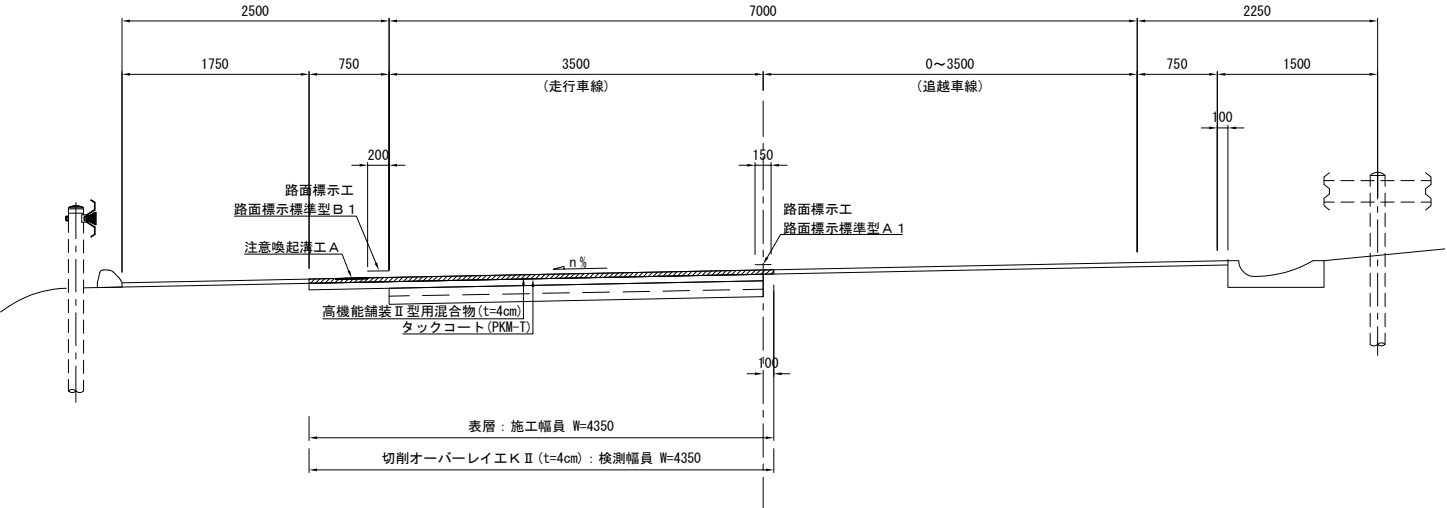 2500 7000 2250
1750 750 3500 0～3500 750 1500
(走行車線) (追越車線)
100
200 150
路面標示工
路面標示標準型Ｂ１
路面標示工
路面標示標準型Ａ１
注意喚起溝工Ａ
n％
高機能舗装Ⅱ型用混合物(t=4cm)
タックコート(PKM-T)
100
表層：施工幅員 W=4350
切削オーバーレイ工ＫⅡ(t=4cm)：検測幅員 W=4350